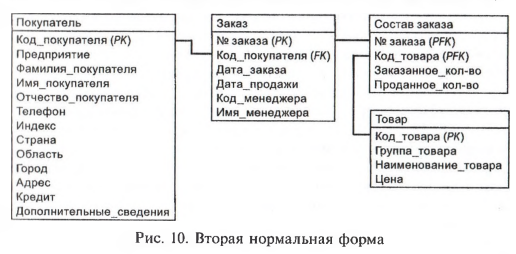 Покупатель
Код_покупателя (PK)
Предприятие
Фамилия_покупателя
Имя_покупателя
Отчество_покупателя
Телефон
Индекс
Страна
Область
Город
Адрес
Кредит
Дополнительные_сведения
Заказ
№ заказа (PK)
Код_покупателя (FK)
Дата_заказа
Дата_продажи
Код_менеджера
Имя_менеджера
Состав заказа
№ заказа (PFK)
Код_товара (PFK)
Заказанное_кол-во
Проданное_кол-во
Товар
Код_товара (PK)
Группа_товара
Наименование_товара
Цена
Рис. 10. Вторая нормальная форма